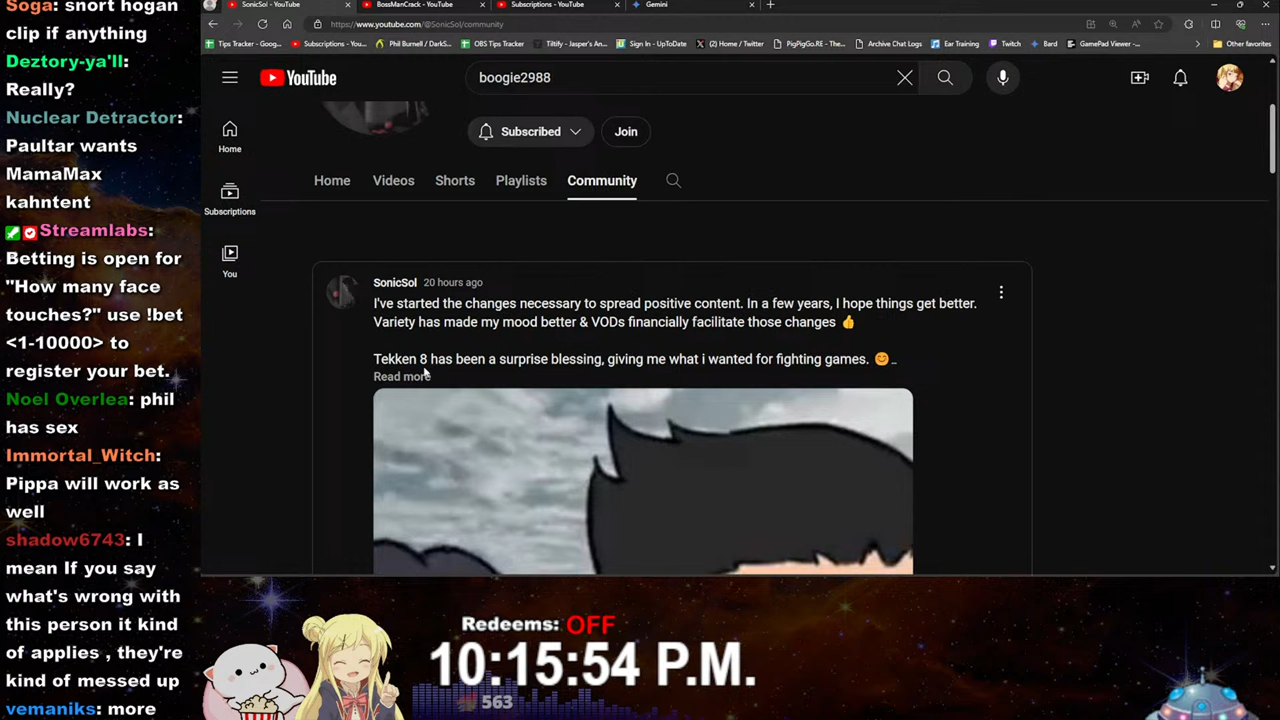 Soga: snort hogan
clip if anything
Deztory-ya'll:
Really?
Nuclear Detractor:
Paultar wants
MamaMax
kahntent
Streamlabs:
Betting is open for
"How many face
touches?" use !bet
<1-10000> to
register your bet.
Noel Overlea: phil
has sex
Immortal_Witch:
Pippa will work as
well
shadow6743: I
mean If you say
what's wrong with
this person it kind
of applies , they're
kind of messed up
vemaniks: more
SonicSol - YouTube
BossManCrack - YouTube
Subscriptions - YouTube
Gemini
https://www.youtube.com/@SonicSol/community
Tips Tracker - Goog...
Subscriptions - You...
Phil Burnell / DarkS...
OBS Tips Tracker
Tiltify - Jasper's An...
Sign In - UpToDate
(2) Home / Twitter
PigPigGo.RE - The...
Archive Chat Logs
Ear Training
Twitch
Bard
GamePad Viewer -...
Other favorites
YouTube
boogie2988
Home
Subscriptions
You
Subscribed
Join
Home
Videos
Shorts
Playlists
Community
SonicSol 20 hours ago
I've started the changes necessary to spread positive content. In a few years, I hope things get better.
Variety has made my mood better & VODs financially facilitate those changes 👍
Tekken 8 has been a surprise blessing, giving me what i wanted for fighting games. 😊 _
Read more
Redeems: OFF
10:15:54 P.M.
563